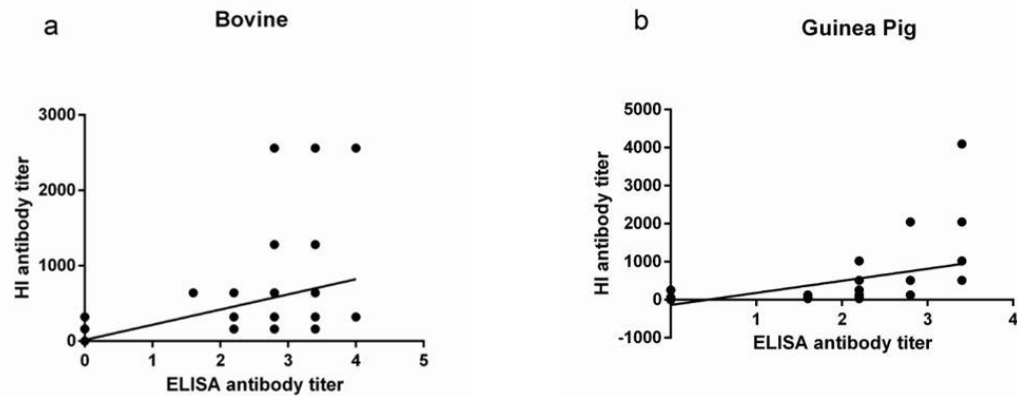 a
Bovine
HI antibody titer
3000
2000
1000
0
0 1 2 3 4 5
ELISA antibody titer
b
Guinea Pig
HI antibody titer
5000
4000
3000
2000
1000
0
-1000
1 2 3 4
ELISA antibody titer